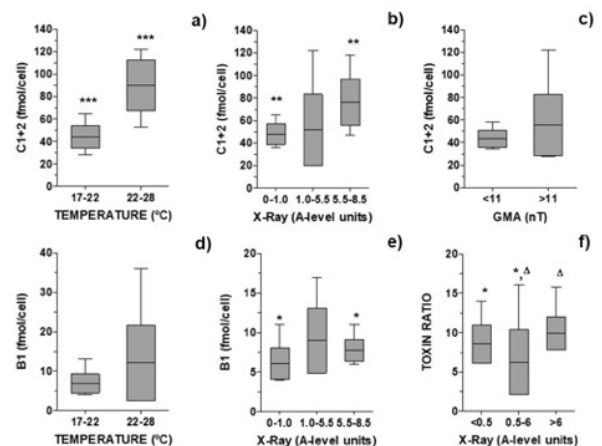 a)
140
120
100
80
60
40
20
0
C1+2 (fmol/cell)
***
***
17-22 22-28
TEMPERATURE (ºC)
b)
140
120
100
80
60
40
20
0
C1+2 (fmol/cell)
**
**
0-1.0 1.0-5.5 5.5-8.5
X-Ray (A-level units)
c)
140
120
100
80
60
40
20
0
C1+2 (fmol/cell)
<11 >11
GMA (nT)
d)
40
30
20
10
0
B1 (fmol/cell)
17-22 22-28
TEMPERATURE (ºC)
e)
20
15
10
5
0
B1 (fmol/cell)
*
*
0-1.0 1.0-5.5 5.5-8.5
X-Ray (A-level units)
f)
20
15
10
5
0
TOXIN RATIO
*
*, Δ
Δ
<0.5 0.5-6 >6
X-Ray (A-level units)